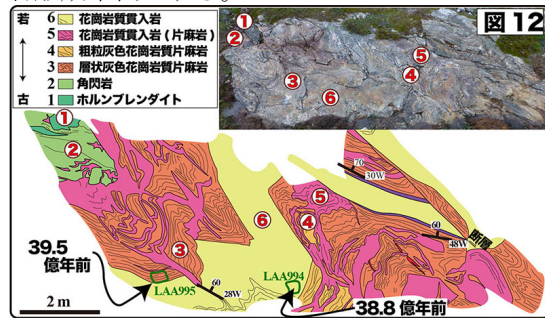 若
古
6 花崗岩質貫入岩
5 花崗岩質貫入岩(片麻岩)
4 粗粒灰色花崗岩質片麻岩
3 層状灰色花崗岩質片麻岩
2 角閃岩
1 ホルンブレンダイト
図12
1
2
3
4
5
6
1
2
3
4
5
6
70
30W
60
48W
断層
39.5
億年前
LAA995
60
28W
LAA994
38.8億年前
2 m